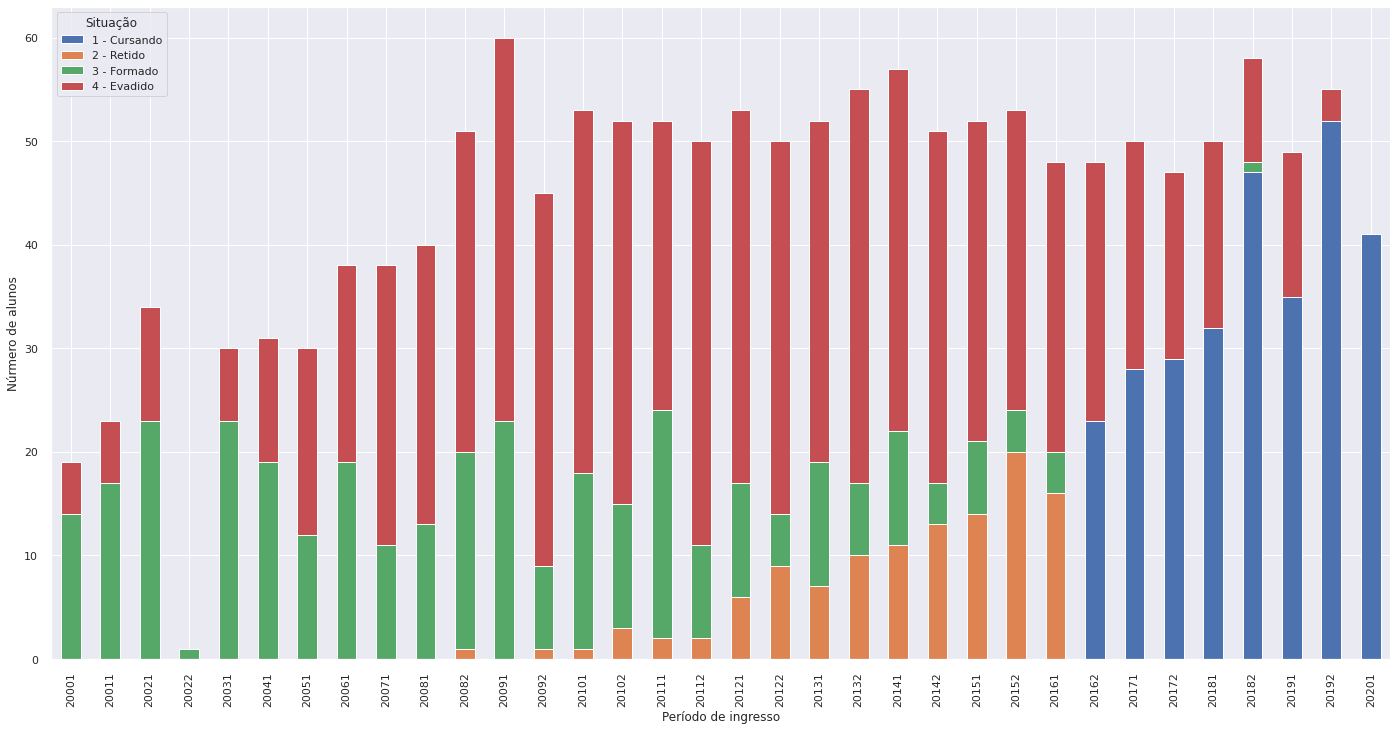 Situação
1 - Cursando
2 - Retido
3 - Formado
4 - Evadido
Núrmero de alunos
60
50
40
30
20
10
0
20001 20011 20021 20022 20031 20041 20051 20061 20071 20081 20082 20091 20092 20101 20102 20111 20112 20121 20122 20131 20132 20141 20142 20151 20152 20161 20162 20171 20172 20181 20182 20191 20192 20201
Período de ingresso